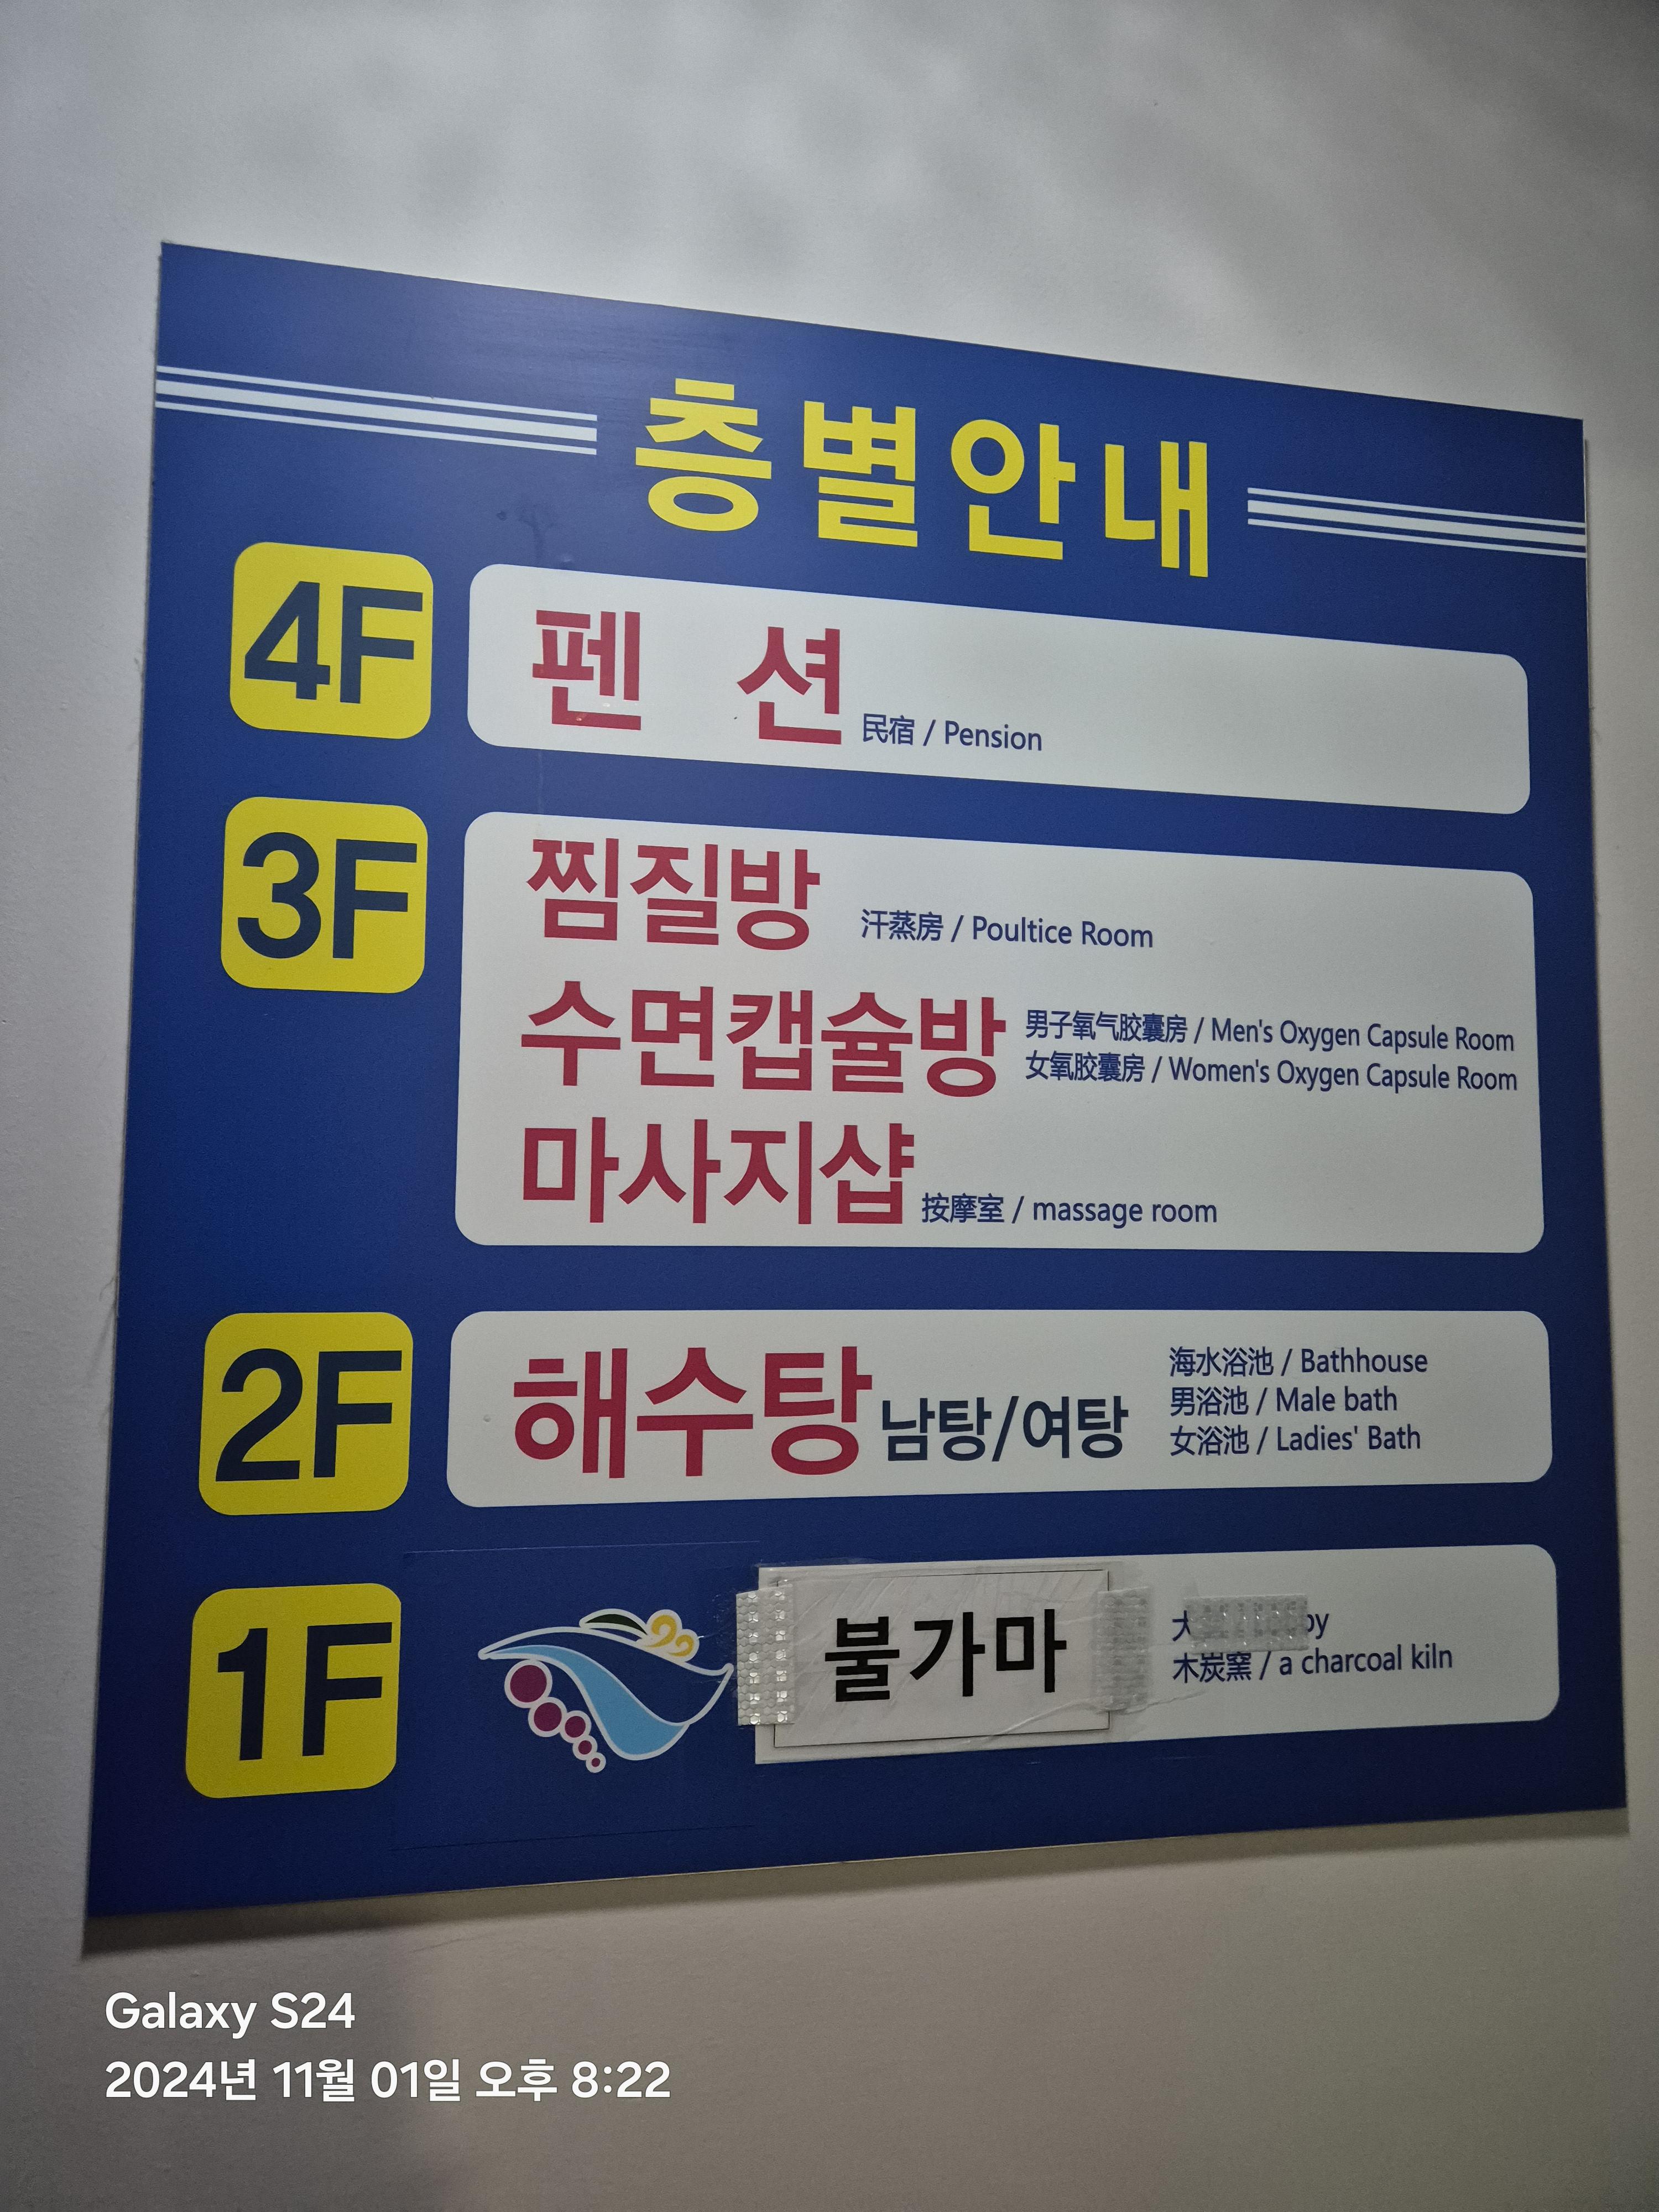 층별안내
4F
펜 션 民宿 / Pension
3F
찜질방 汗蒸房 / Poultice Room
수면캡슐방
男子氧气胶囊房 / Men's Oxygen Capsule Room
女氧胶囊房 / Women's Oxygen Capsule Room
마사지샵 按摩室 / massage room
2F
해수탕 남탕/여탕
海水浴池 / Bathhouse
男浴池 / Male bath
女浴池 / Ladies' Bath
1F
불가마
木炭窯 / a charcoal kiln
Galaxy S24
2024년 11월 01일 오후 8:22